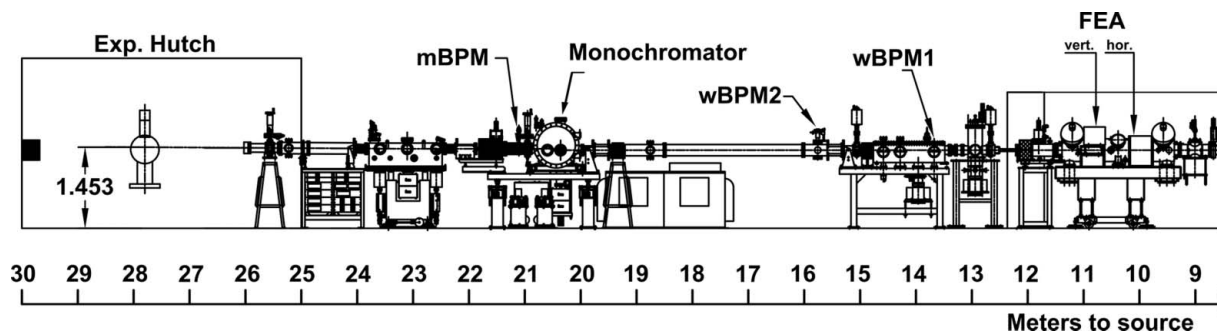 FEA
vert. hor.
Exp. Hutch
mBPM
Monochromator
wBPM1
wBPM2
1.453
30 29 28 27 26 25 24 23 22 21 20 19 18 17 16 15 14 13 12 11 10 9
Meters to source